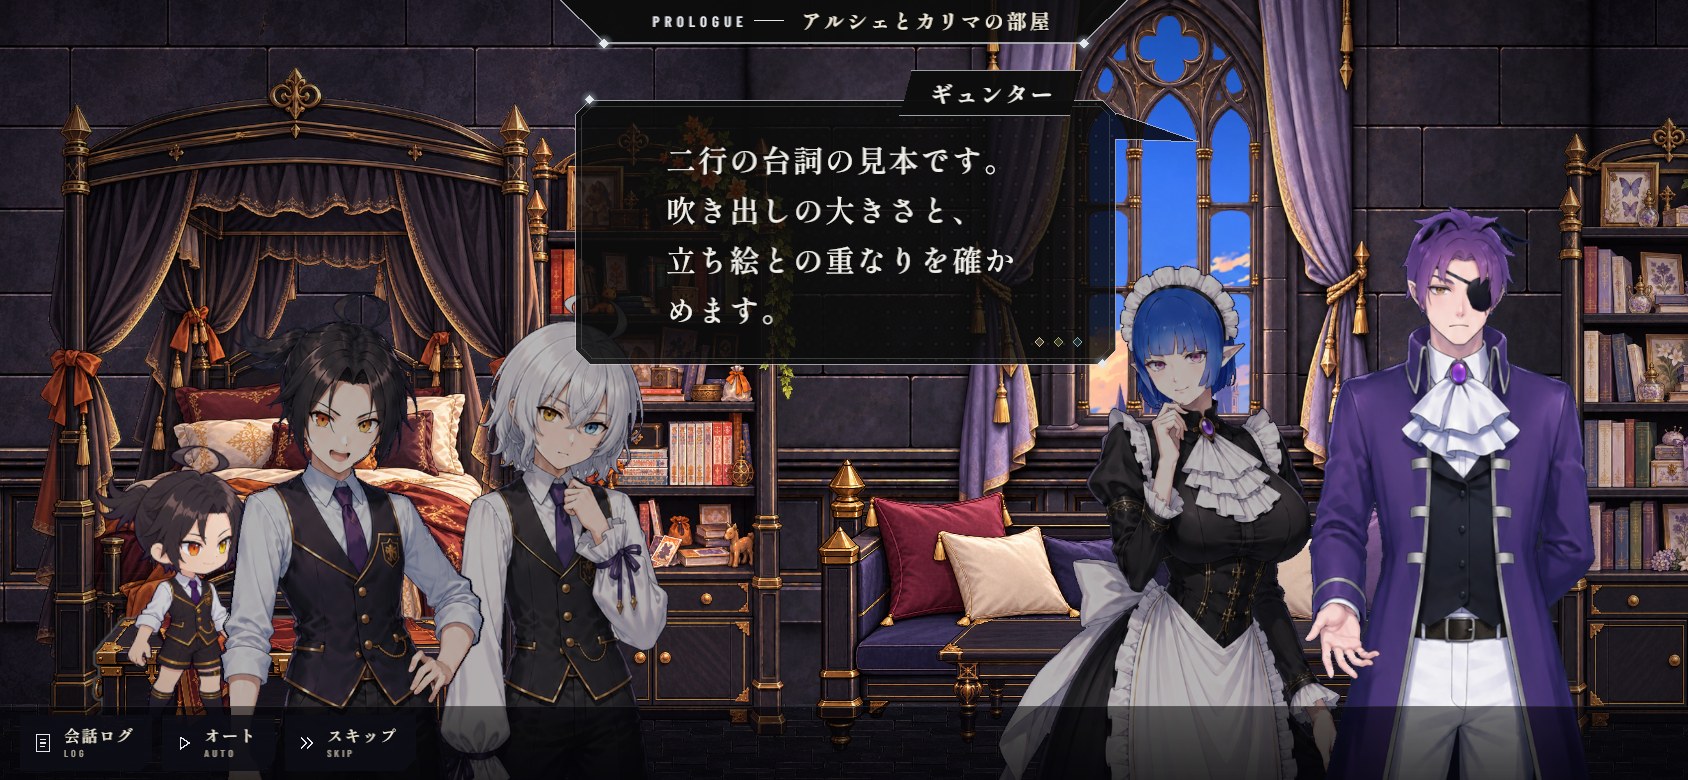 PROLOGUE アルシェとカリマの部屋
ギュンター
二行の台詞の見本です。
吹き出しの大きさと、
立ち絵との重なりを確か
めます。
会話ログ
LOG
オート
AUTO
スキップ
SKIP